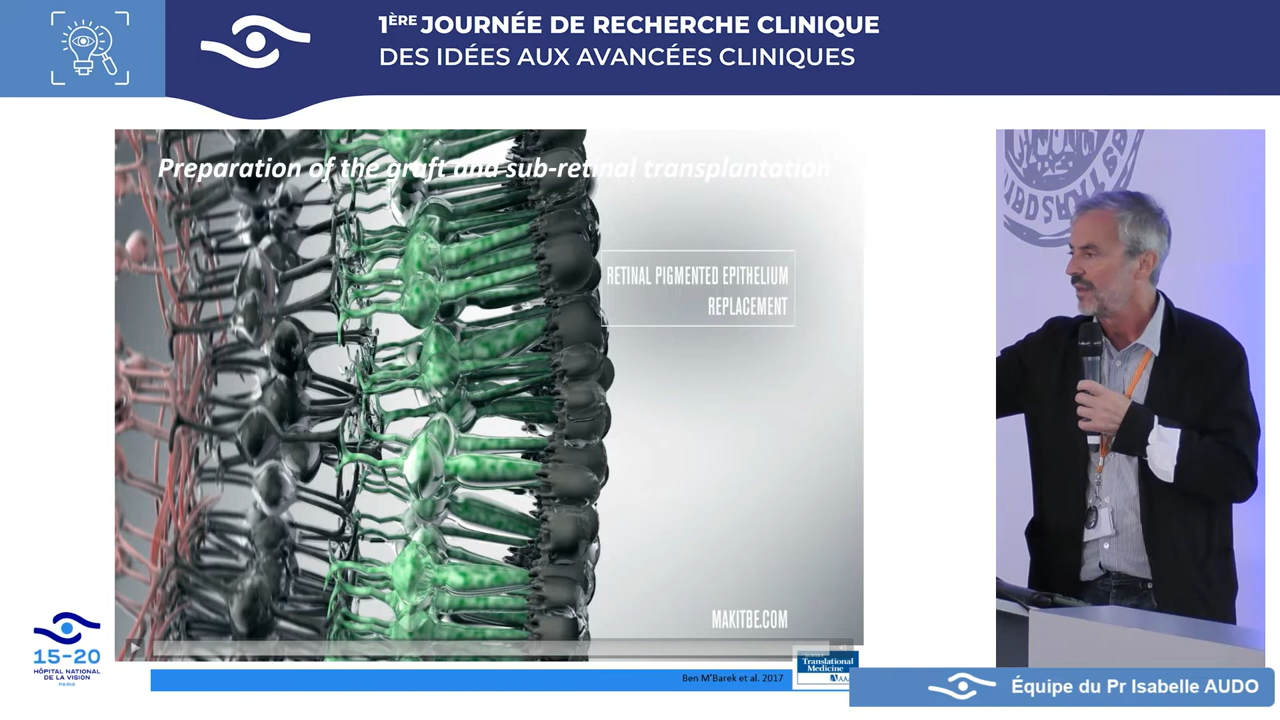 1ÈRE JOURNÉE DE RECHERCHE CLINIQUE
DES IDÉES AUX AVANCÉES CLINIQUES
Preparation of the graft and sub-retinal transplantation
RETINAL PIGMENTED EPITHELIUM
REPLACEMENT
MAKITBE.COM
15-20
HÔPITAL NATIONAL
DE LA VISION
PARIS
Translational
Medicine
Ben M'Barek et al. 2017
Équipe du Pr Isabelle AUDO